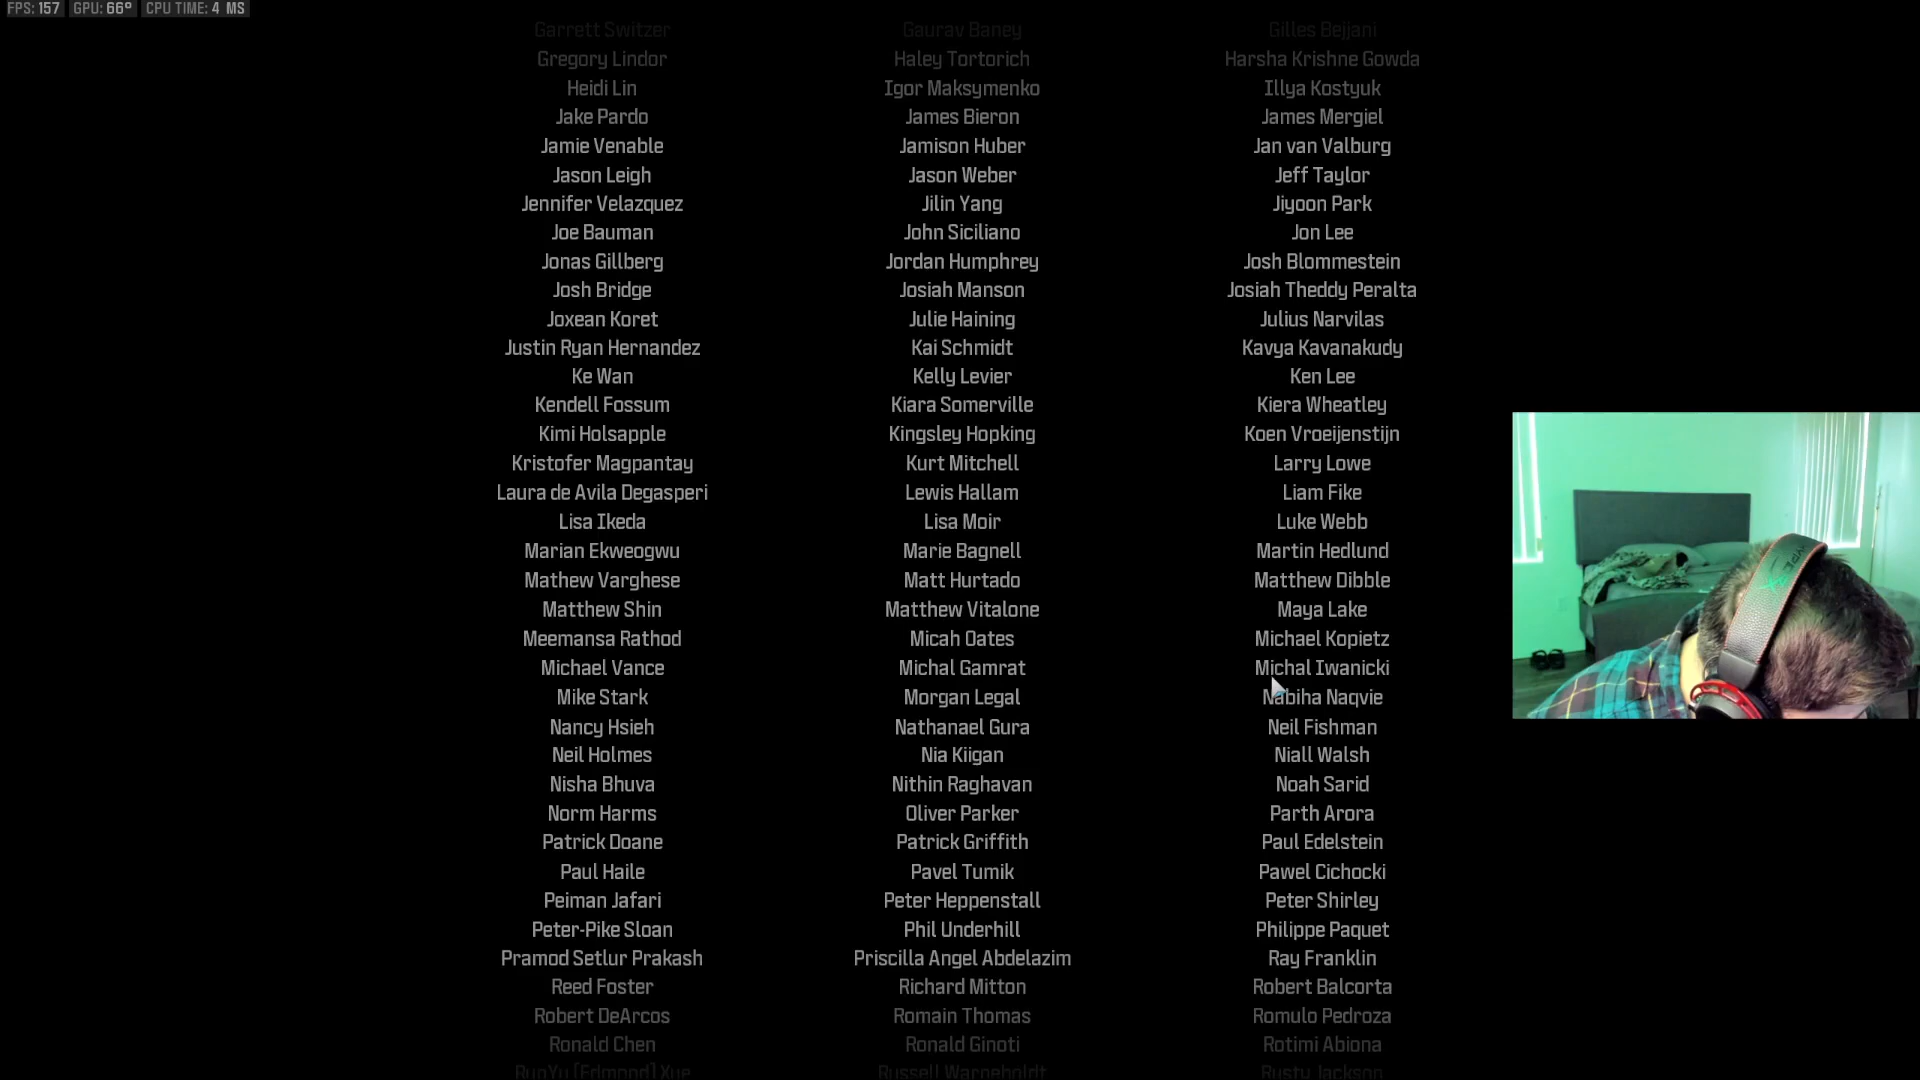 FPS: 157 GPU: 66° CPU TIME: 4 MS
Garrett Switzer Gaurav Baney Gilles Bejjani
Gregory Lindor Haley Tortorich Harsha Krishne Gowda
Heidi Lin Igor Maksymenko Illya Kostyuk
Jake Pardo James Bieron James Mergiel
Jamie Venable Jamison Huber Jan van Valburg
Jason Leigh Jason Weber Jeff Taylor
Jennifer Velazquez Jilin Yang Jiyoon Park
Joe Bauman John Siciliano Jon Lee
Jonas Gillberg Jordan Humphrey Josh Blommestein
Josh Bridge Josiah Manson Josiah Theddy Peralta
Joxean Koret Julie Haining Julius Narvilas
Justin Ryan Hernandez Kai Schmidt Kavya Kavanakudy
Ke Wan Kelly Levier Ken Lee
Kendell Fossum Kiara Somerville Kiera Wheatley
Kimi Holsapple Kingsley Hopking Koen Vroeijenstijn
Kristofer Magpantay Kurt Mitchell Larry Lowe
Laura de Avila Degasperi Lewis Hallam Liam Fike
Lisa Ikeda Lisa Moir Luke Webb
Marian Ekweogwu Marie Bagnell Martin Hedlund
Mathew Varghese Matt Hurtado Matthew Dibble
Matthew Shin Matthew Vitalone Maya Lake
Meemansa Rathod Micah Oates Michael Kopietz
Michael Vance Michal Gamrat Michal Iwanicki
Mike Stark Morgan Legal Nabiha Naqvie
Nancy Hsieh Nathanael Gura Neil Fishman
Neil Holmes Nia Kiigan Niall Walsh
Nisha Bhuva Nithin Raghavan Noah Sarid
Norm Harms Oliver Parker Parth Arora
Patrick Doane Patrick Griffith Paul Edelstein
Paul Haile Pavel Tumik Pawel Cichocki
Peiman Jafari Peter Heppenstall Peter Shirley
Peter-Pike Sloan Phil Underhill Philippe Paquet
Pramod Setlur Prakash Priscilla Angel Abdelazim Ray Franklin
Reed Foster Richard Mitton Robert Balcorta
Robert DeArcos Romain Thomas Romulo Pedroza
Ronald Chen Ronald Ginoti Rotimi Abiona
RuoYu (Edmond) Xue Russell Warneholdt Rusty Jackson